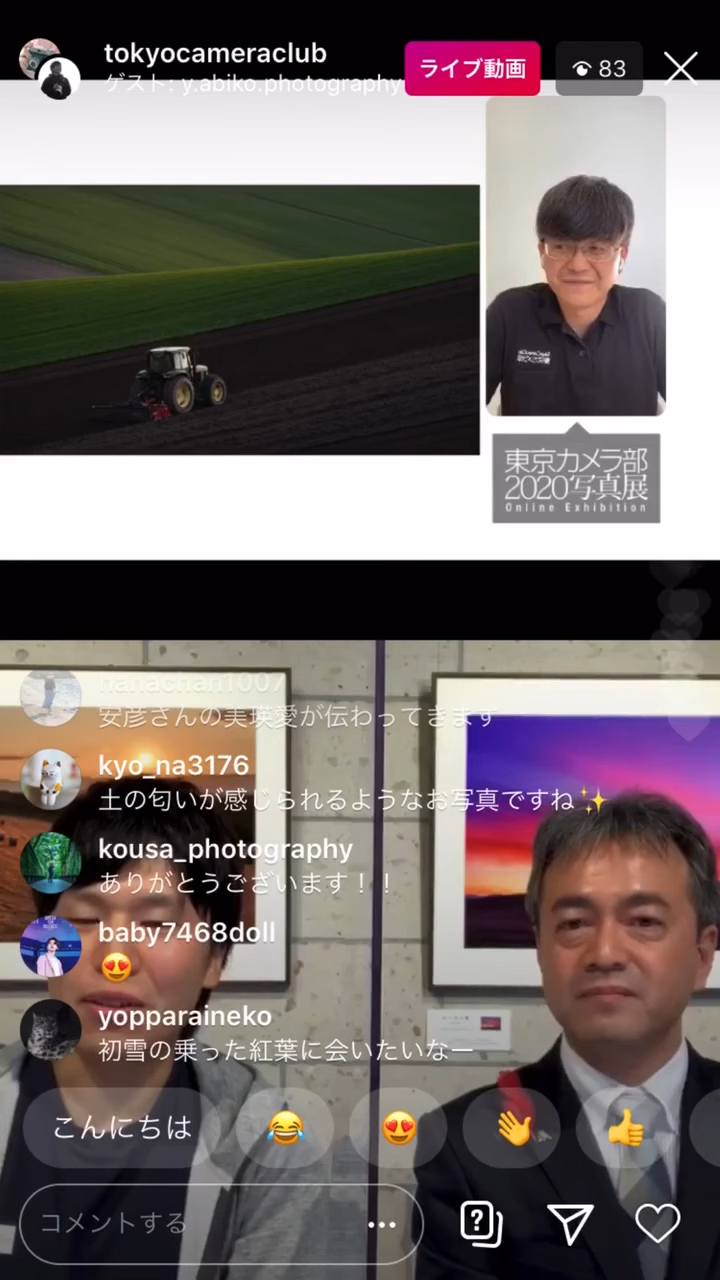 tokyocameraclub
ゲスト: y.abiko.photography
ライブ動画
83
東京カメラ部
2020写真展
Online Exhibition
hanachan1007
安彦さんの美瑛愛が伝わってきます
kyo_na3176
土の匂いが感じられるようなお写真ですね✨
kousa_photography
ありがとうございます！！
baby7468doll
😍
yopparaineko
初雪の乗った紅葉に会いたいなー
こんにちは 😂 😍 👋 👍
コメントする